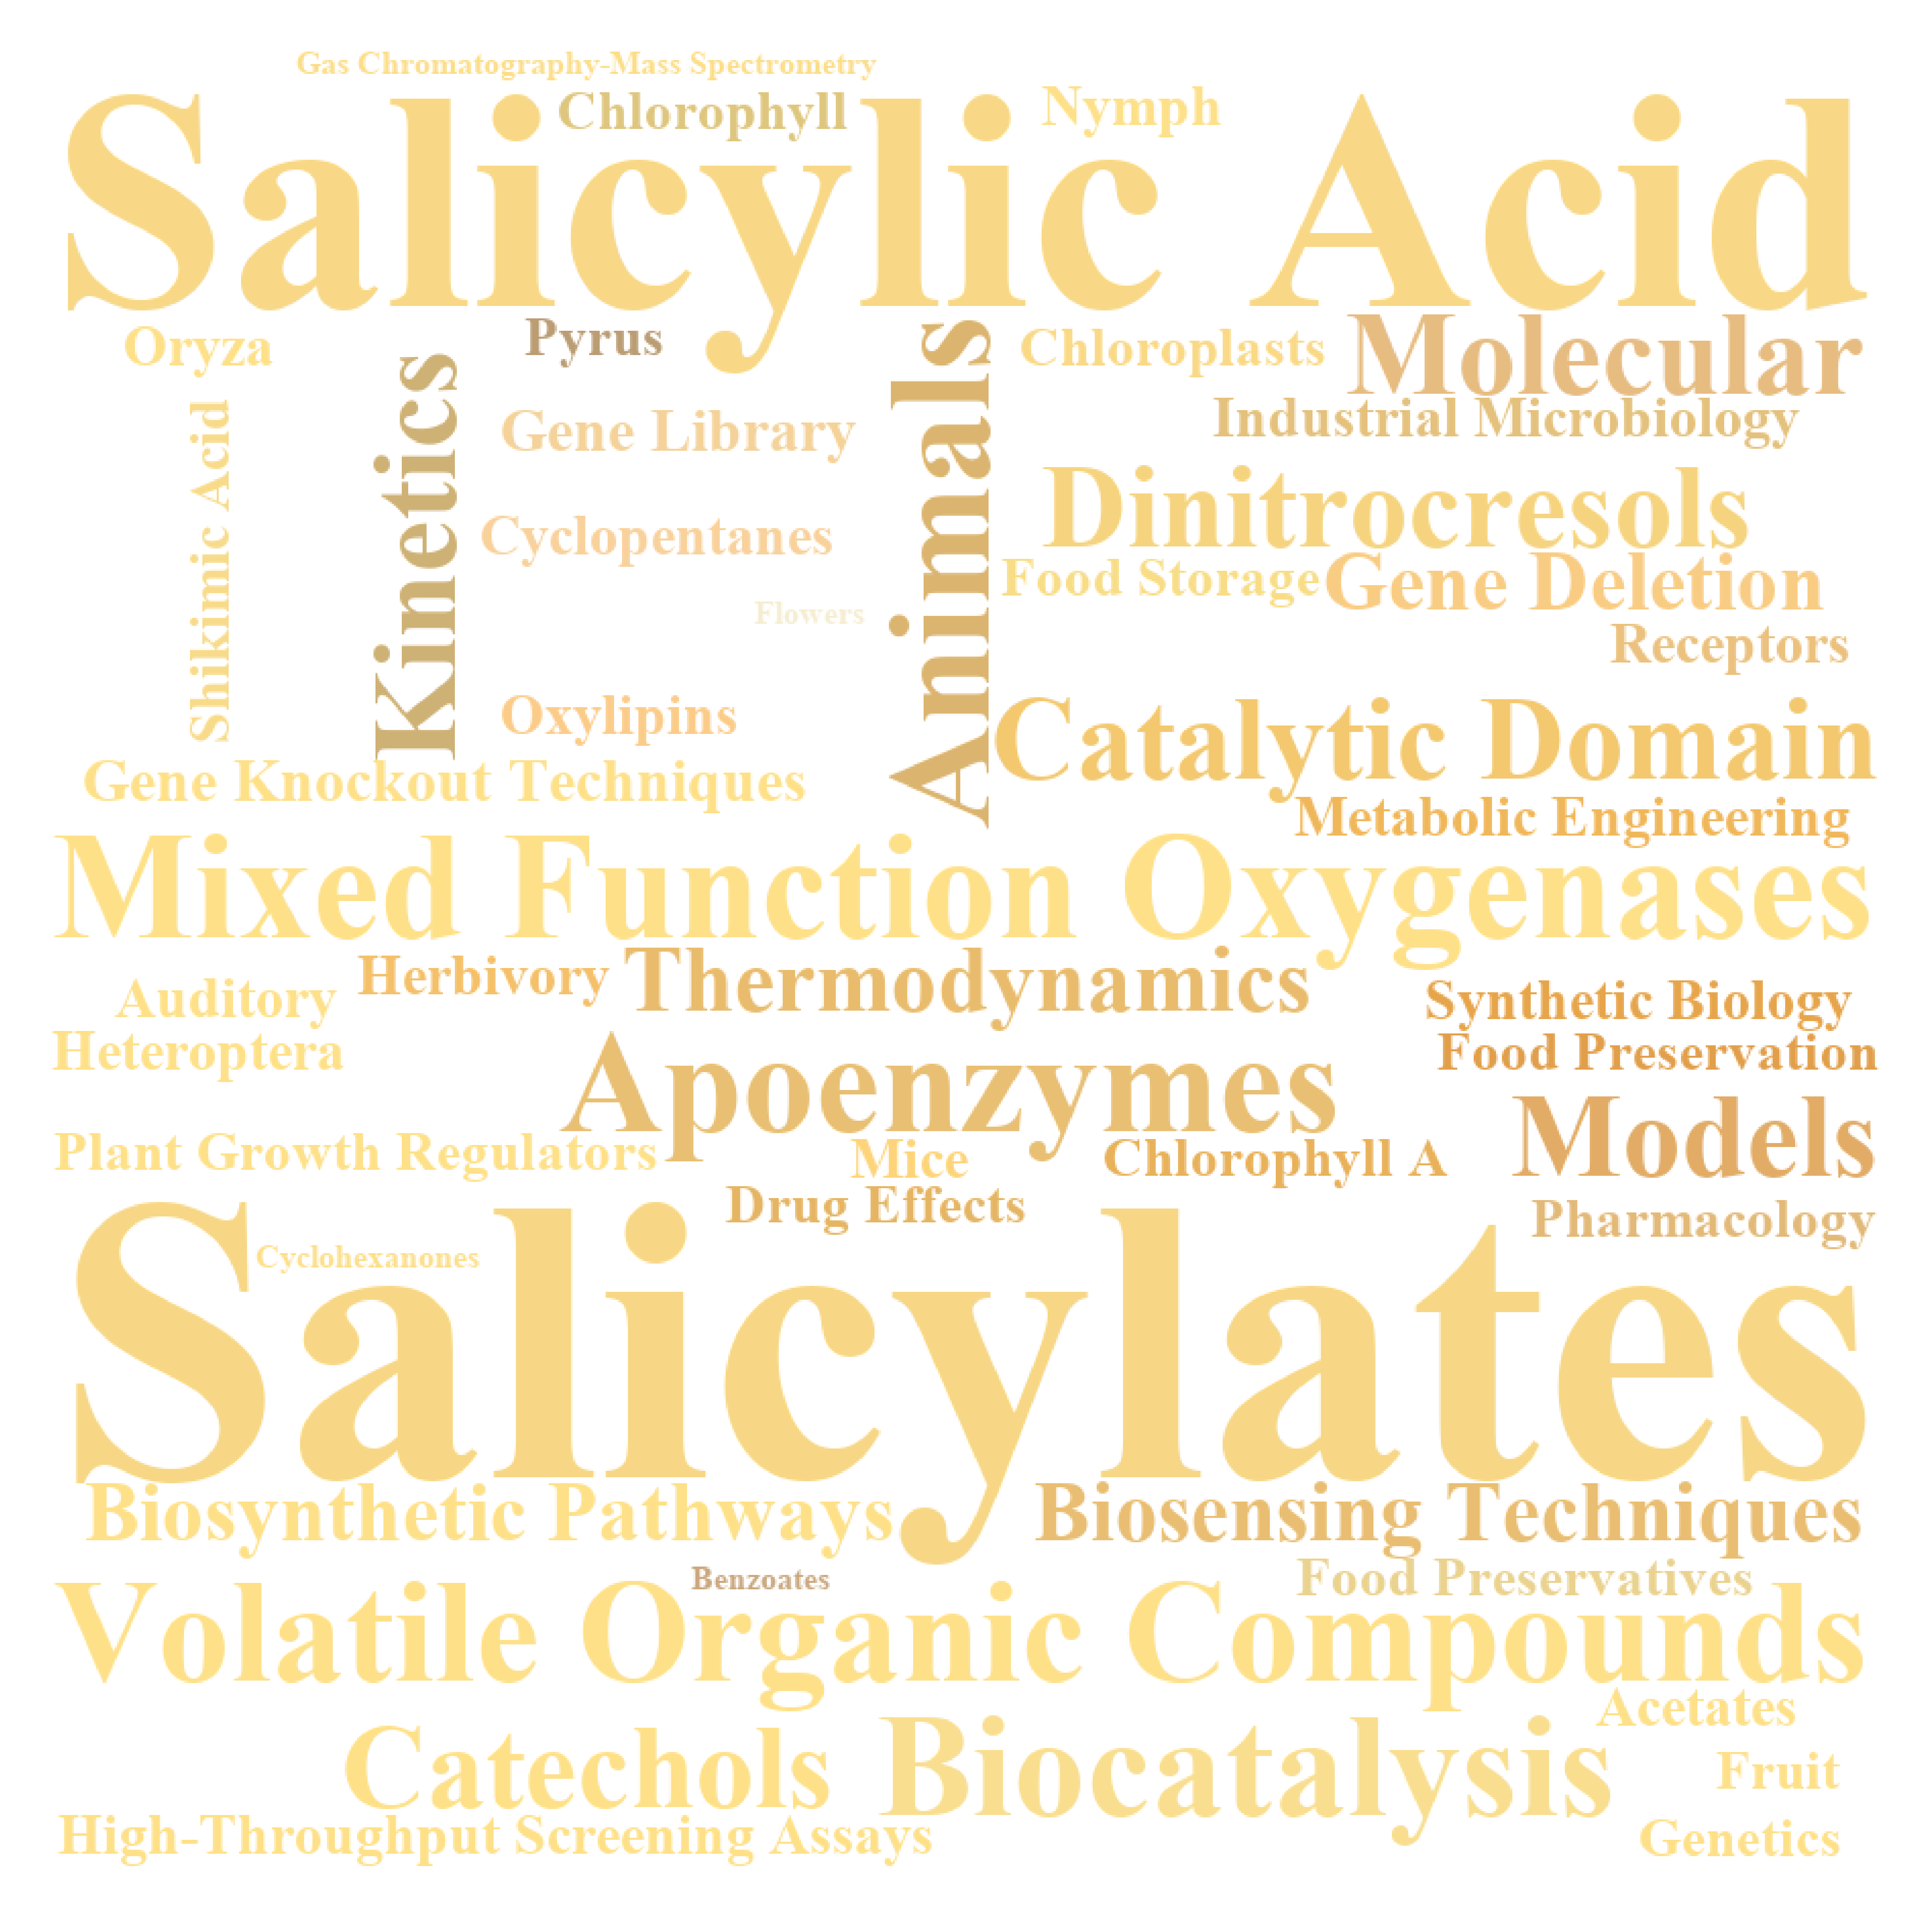 Gas Chromatography-Mass Spectrometry
Chlorophyll
Nymph
Salicylic Acid
Oryza
Pyrus
Chloroplasts
Molecular
Industrial Microbiology
Shikimic Acid
Kinetics
Gene Library
Animals
Dinitrocresols
Cyclopentanes
Food Storage
Gene Deletion
Flowers
Receptors
Oxylipins
Catalytic Domain
Gene Knockout Techniques
Metabolic Engineering
Mixed Function Oxygenases
Auditory
Herbivory
Thermodynamics
Synthetic Biology
Heteroptera
Food Preservation
Apoenzymes
Models
Plant Growth Regulators
Mice
Chlorophyll A
Drug Effects
Pharmacology
Cyclohexanones
Salicylates
Biosynthetic Pathways
Biosensing Techniques
Benzoates
Food Preservatives
Volatile Organic Compounds
Acetates
Catechols
Biocatalysis
Fruit
High-Throughput Screening Assays
Genetics